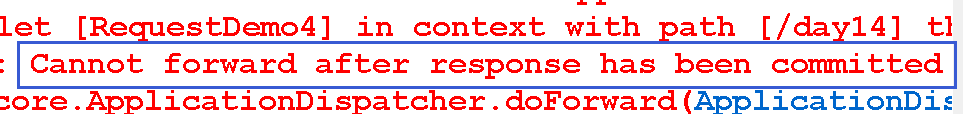 let [RequestDemo4] in context with path [/day14] th
: Cannot forward after response has been committed
core.ApplicationDispatcher.doForward(ApplicationDis